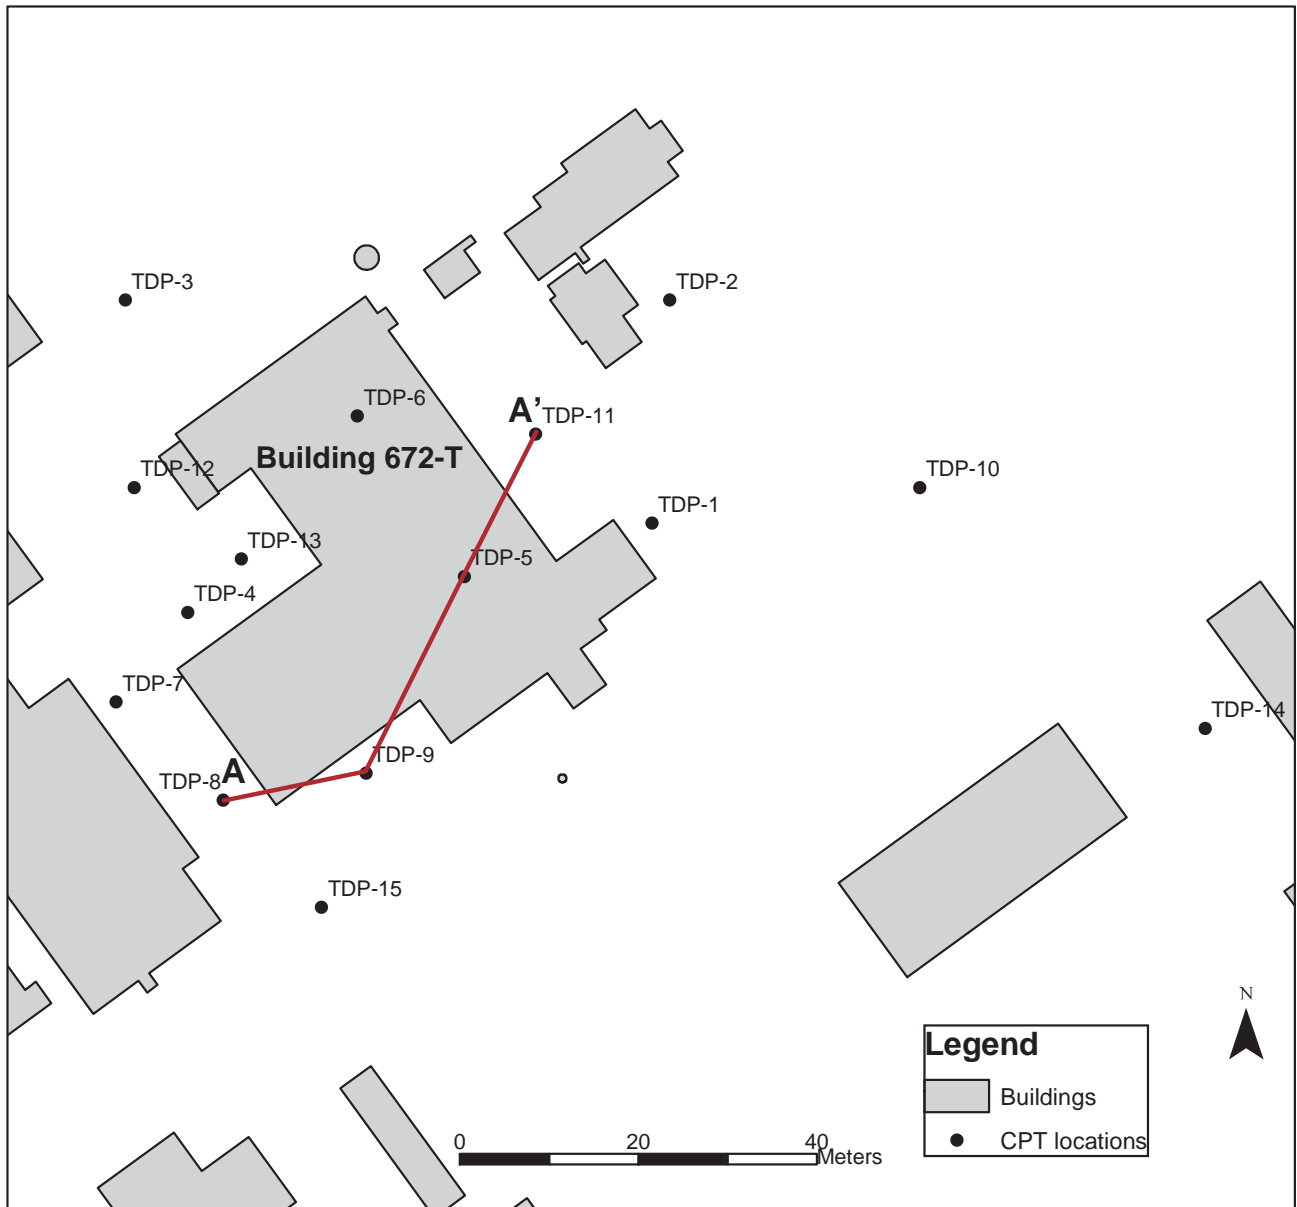 TDP-3
TDP-2
TDP-6
A’
TDP-11
Building 672-T
TDP-12
TDP-10
TDP-1
TDP-13
TDP-5
TDP-4
TDP-7
TDP-14
TDP-9
A
TDP-8
TDP-15
N
Legend
Buildings
CPT locations
0 20 40
Meters